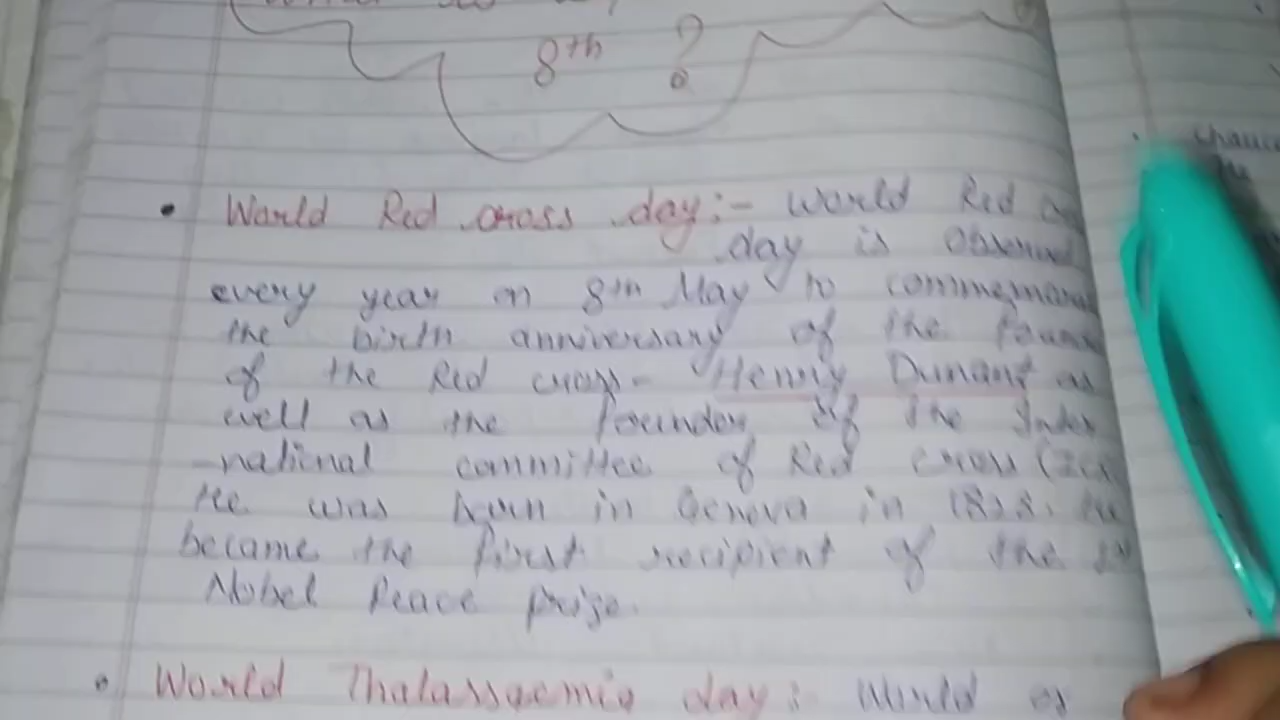 8th ?
• World Red cross day:- World Red
day is
every year on 8th May to
the birth anniversary of the
of the Red cross- Henry Dunant as
well as the founder of the Inter
-national committee of Red cross
He was born in Geneva in 1828. He
became the first recipient of the 1st
Nobel Peace prize.
• World Thalassaemia day:- World